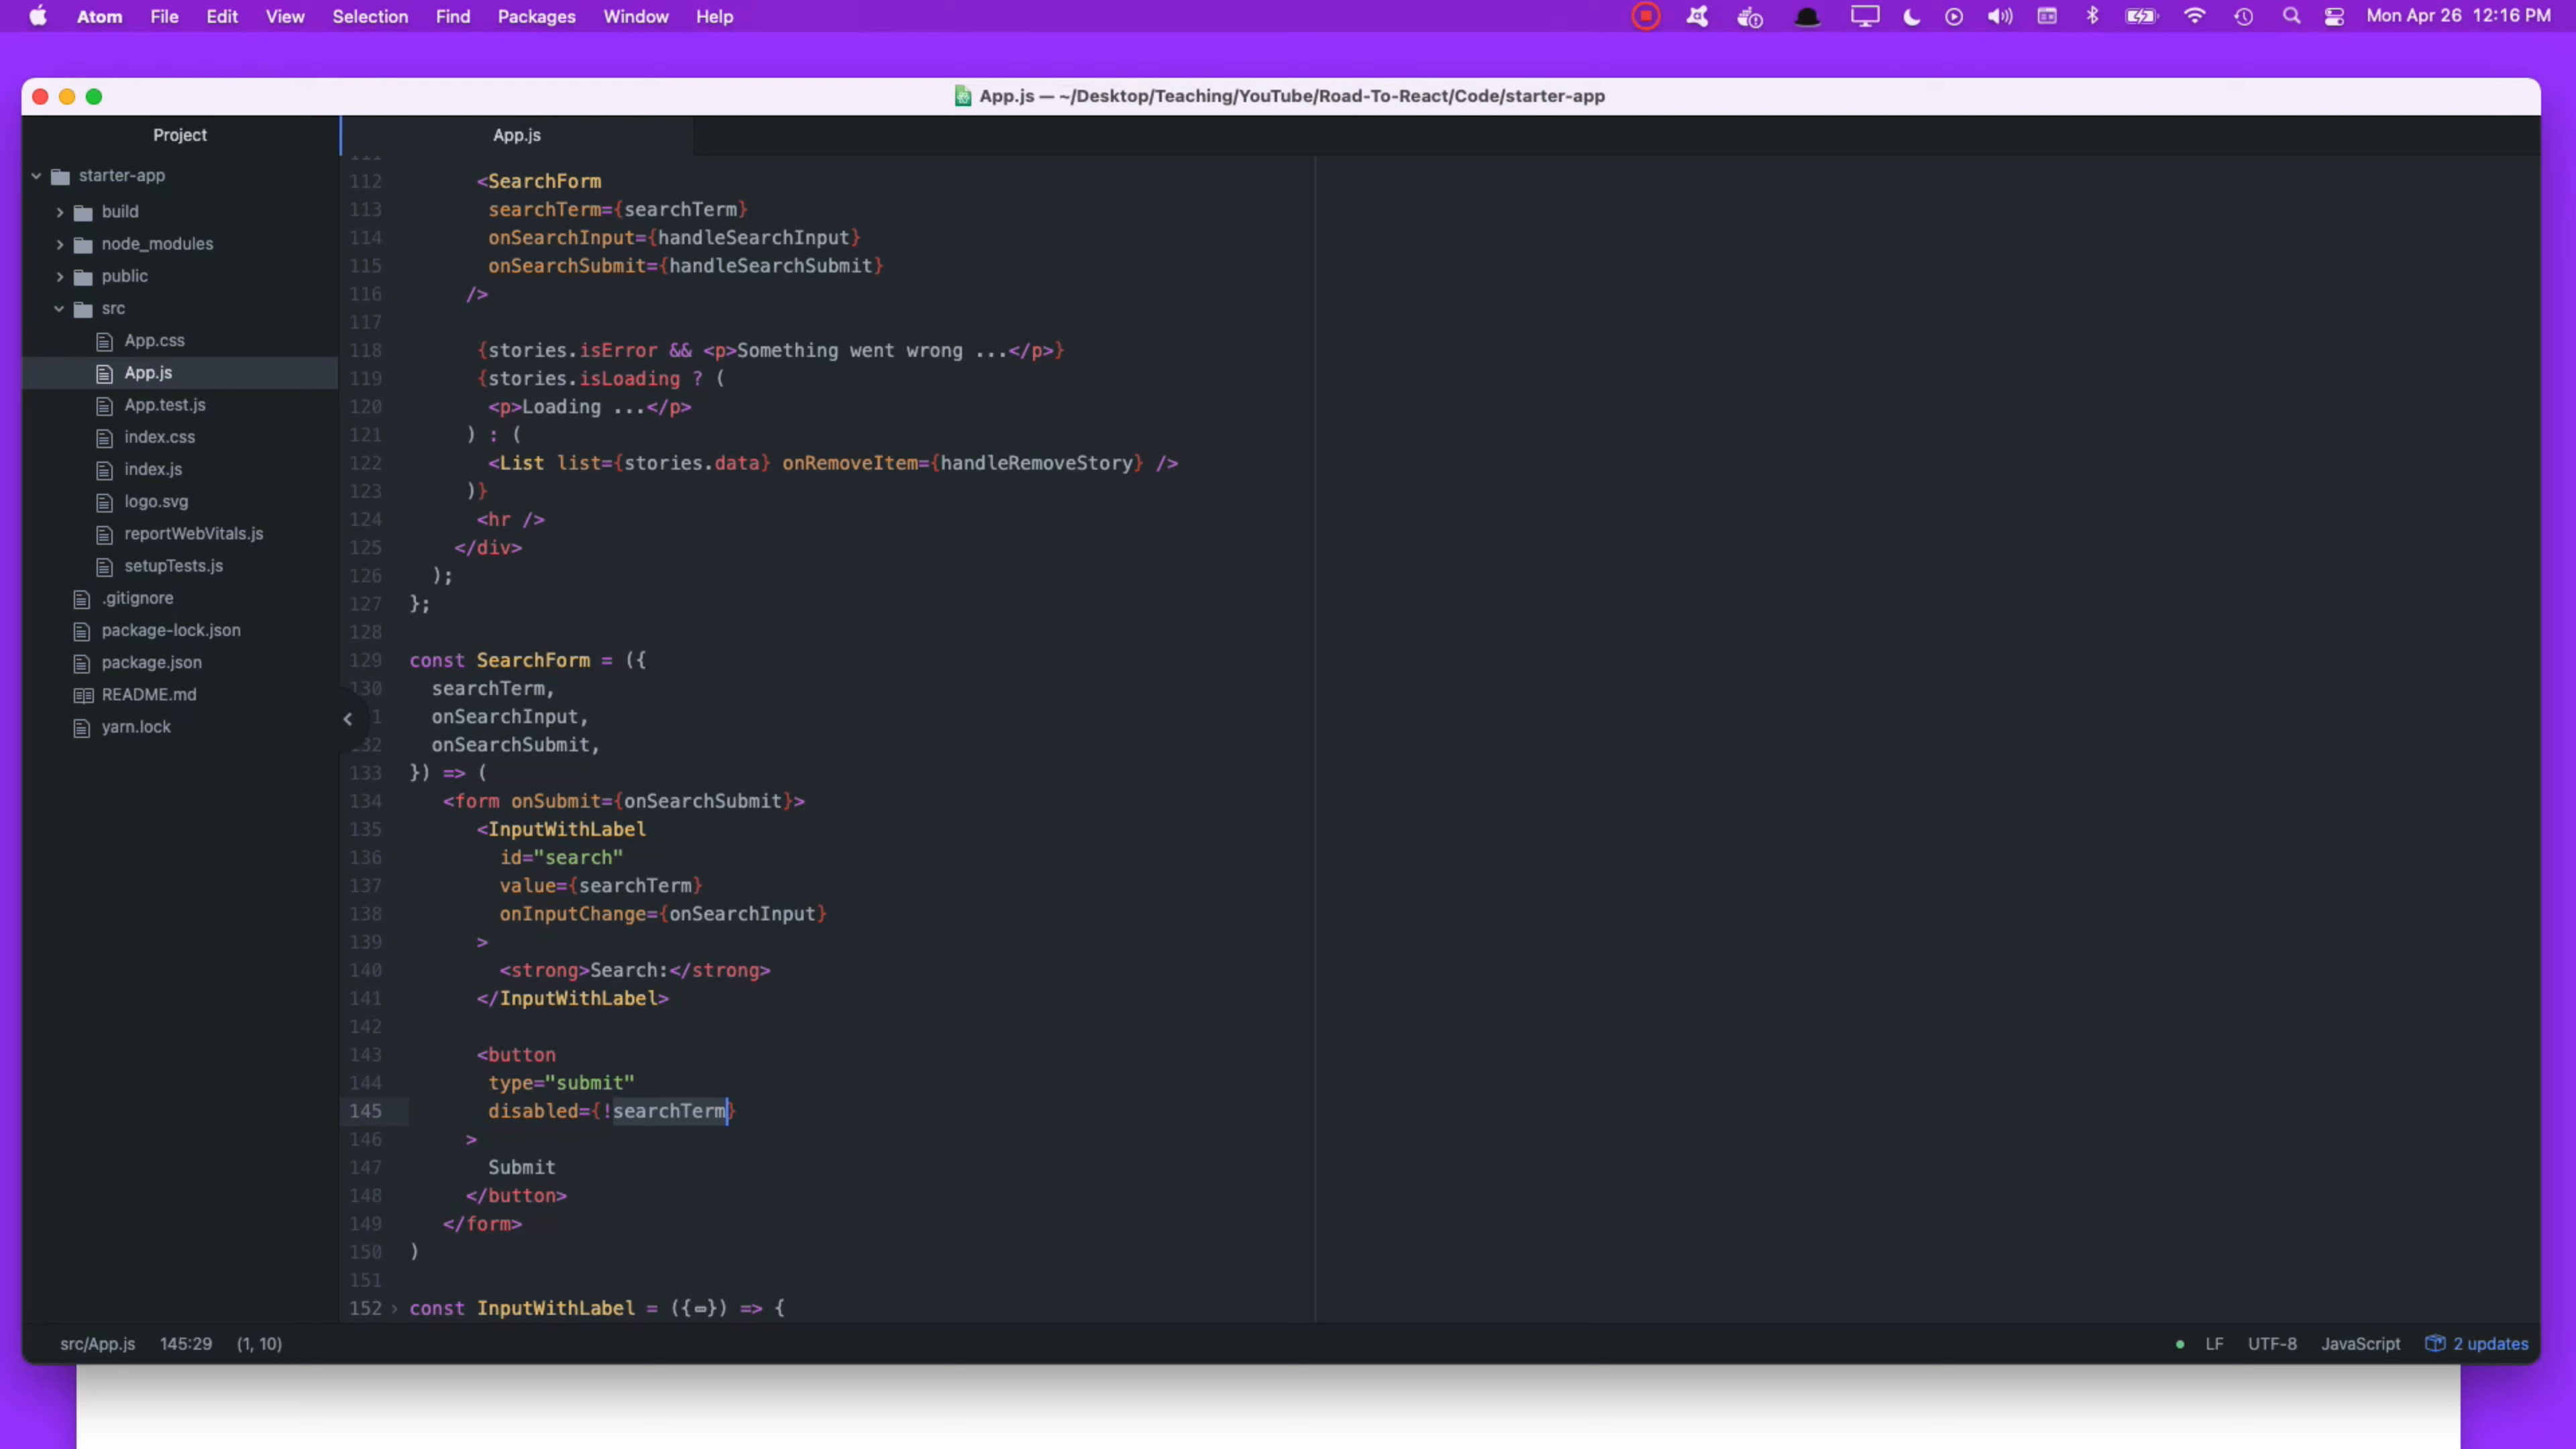 Atom File Edit View Selection Find Packages Window Help Mon Apr 26 12:16 PM
App.js — ~/Desktop/Teaching/YouTube/Road-To-React/Code/starter-app
Project
starter-app
build
node_modules
public
src
App.css
App.js
App.test.js
index.css
index.js
logo.svg
reportWebVitals.js
setupTests.js
.gitignore
package-lock.json
package.json
README.md
yarn.lock
App.js
112 <SearchForm
113 searchTerm={searchTerm}
114 onSearchInput={handleSearchInput}
115 onSearchSubmit={handleSearchSubmit}
116 />
117
118 {stories.isError && <p>Something went wrong ...</p>}
119 {stories.isLoading ? (
120 <p>Loading ...</p>
121 ) : (
122 <List list={stories.data} onRemoveItem={handleRemoveStory} />
123 )}
124 <hr />
125 </div>
126 );
127 };
128
129 const SearchForm = ({
130 searchTerm,
1 onSearchInput,
132 onSearchSubmit,
133 }) => (
134 <form onSubmit={onSearchSubmit}>
135 <InputWithLabel
136 id="search"
137 value={searchTerm}
138 onInputChange={onSearchInput}
139 >
140 <strong>Search:</strong>
141 </InputWithLabel>
142
143 <button
144 type="submit"
145 disabled={!searchTerm}
146 >
147 Submit
148 </button>
149 </form>
150 )
151
152 const InputWithLabel = ({…}) => {
src/App.js 145:29 (1, 10) LF UTF-8 JavaScript 2 updates